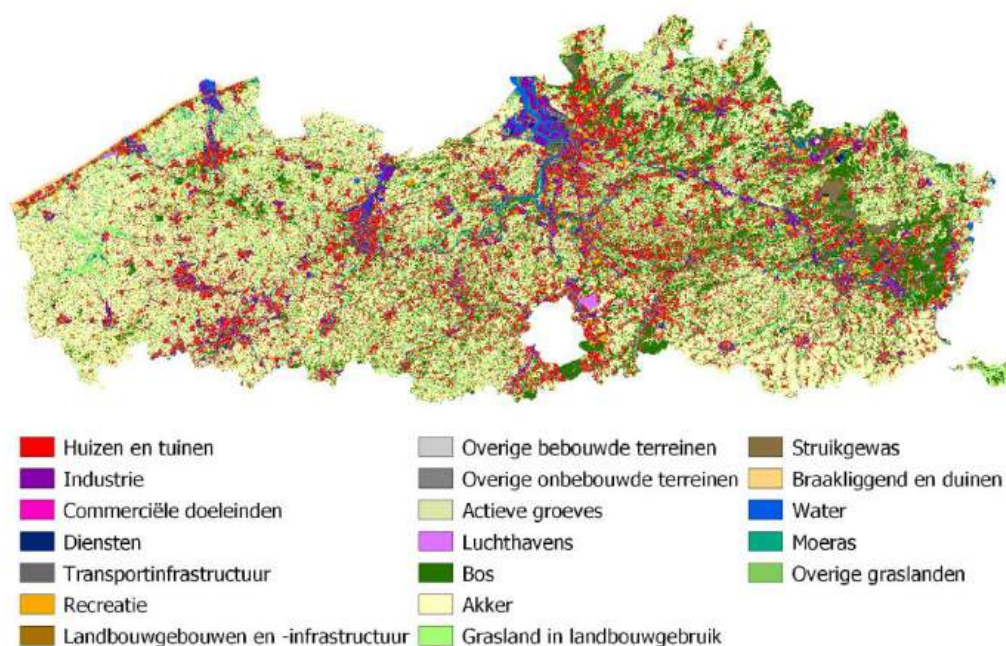 Huizen en tuinen
Industrie
Commerciële doeleinden
Diensten
Transportinfrastructuur
Recreatie
Landbouwgebouwen en -infrastructuur
Overige bebouwde terreinen
Overige onbebouwde terreinen
Actieve groeves
Luchthavens
Bos
Akker
Grasland in landbouwgebruik
Struikgewas
Braakliggend en duinen
Water
Moeras
Overige graslanden